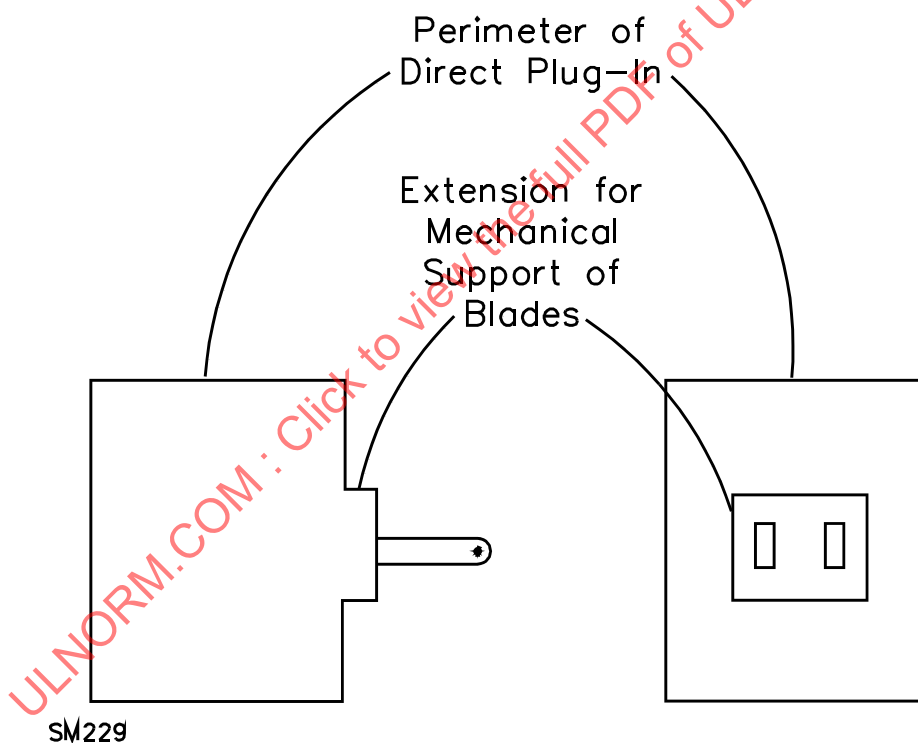 Perimeter of
Direct Plug-In
Extension for
Mechanical
Support of
Blades
SM229
ULNORM.COM : Click to view the full PDF of